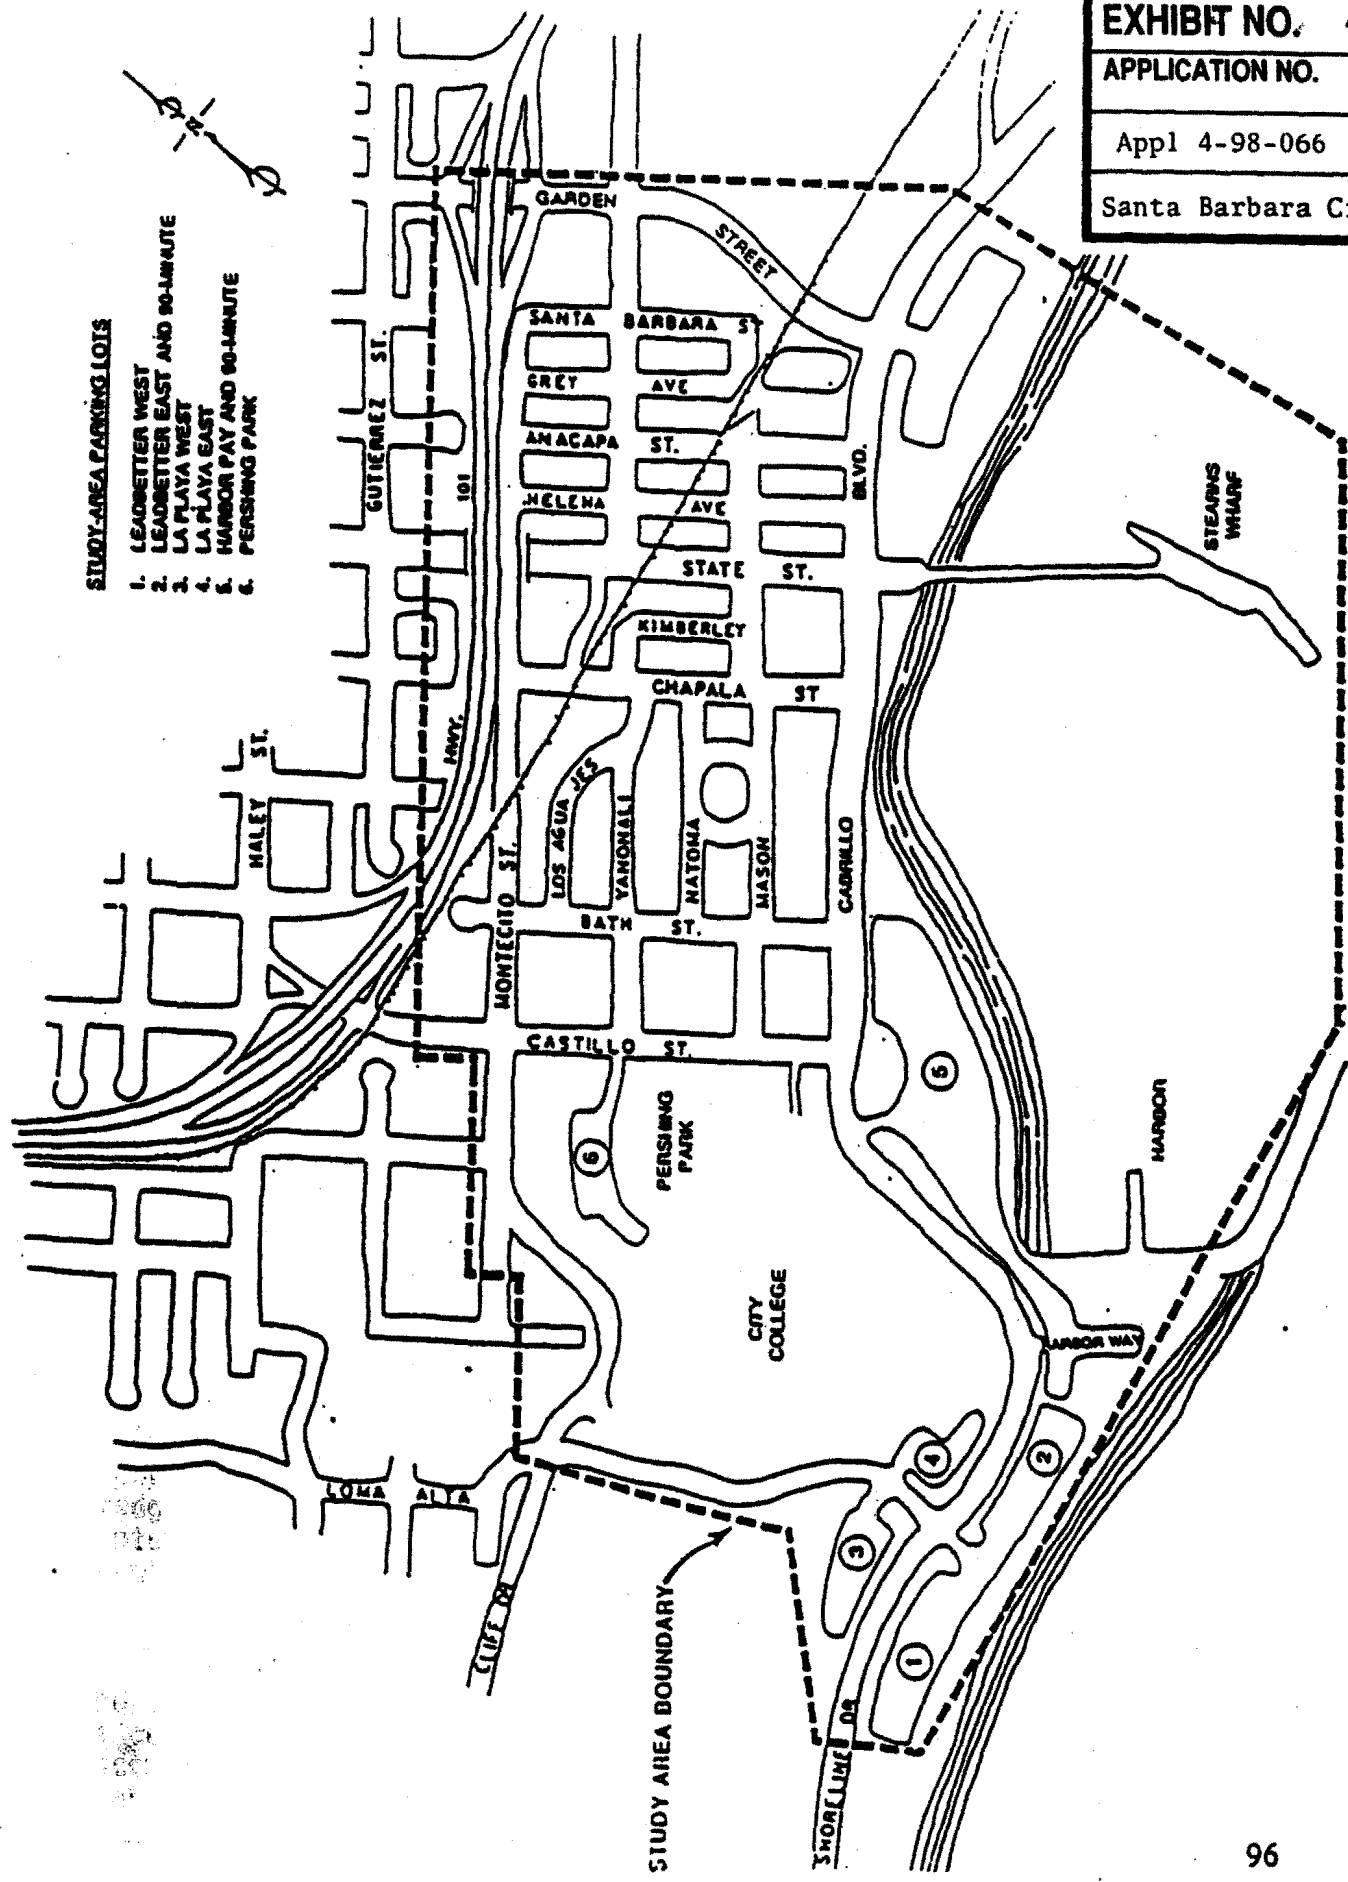 EXHIBIT NO.
APPLICATION NO.
Appl 4-98-066
Santa Barbara
STUDY-AREA PARKING LOTS
1. LEADBETTER WEST
2. LEADBETTER EAST AND 90-MINUTE
3. LA PLAYA WEST
4. LA PLAYA EAST
5. HARBOR PAY AND 90-MINUTE
6. PERSHING PARK
N
GUTIERREZ ST.
HALEY ST.
HWY. 101
GARDEN STREET
SANTA BARBARA ST
GREY AVE
ANACAPA ST.
HELENA AVE
STATE ST.
KIMBERLEY
CHAPALA ST
MONTECITO ST.
LOS AGUAJES
YANONALI
NATOMA
MASON
CABRILLO BLVD.
BATH ST.
CASTILLO ST.
STEARNS
WHARF
HARBOR
PERSHING
PARK
CITY
COLLEGE
ARBOR WAY
LOMA ALTA
CLIFF DR
SHORELINE DR
STUDY AREA BOUNDARY
1
2
3
4
5
6
96